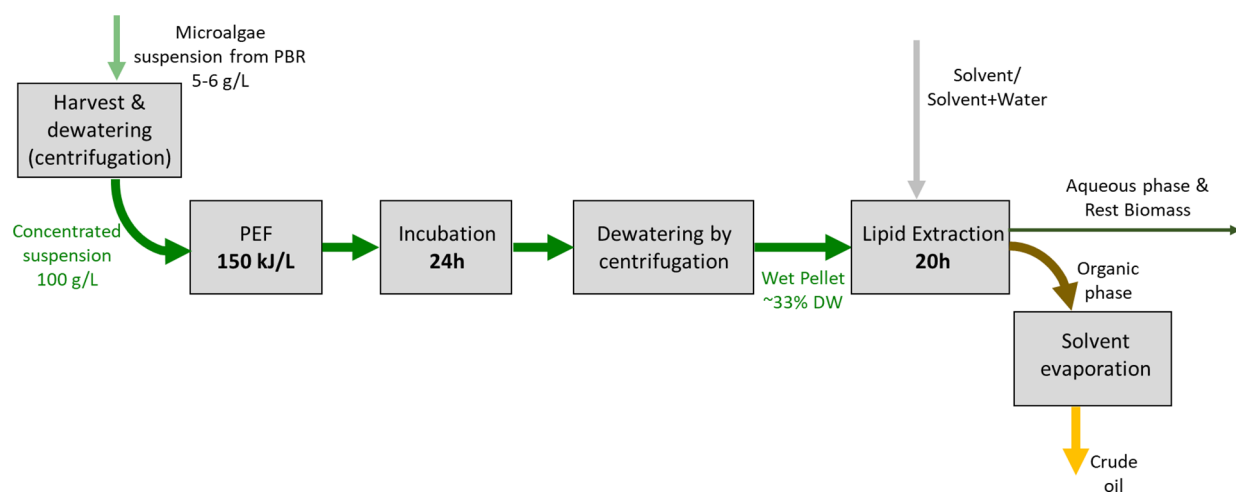 Microalgae
suspension from PBR
5-6 g/L
Harvest &
dewatering
(centrifugation)
Concentrated
suspension
100 g/L
PEF
150 kJ/L
Incubation
24h
Dewatering by
centrifugation
Wet Pellet
~33% DW
Solvent/
Solvent+Water
Lipid Extraction
20h
Aqueous phase &
Rest Biomass
Organic
phase
Solvent
evaporation
Crude
oil